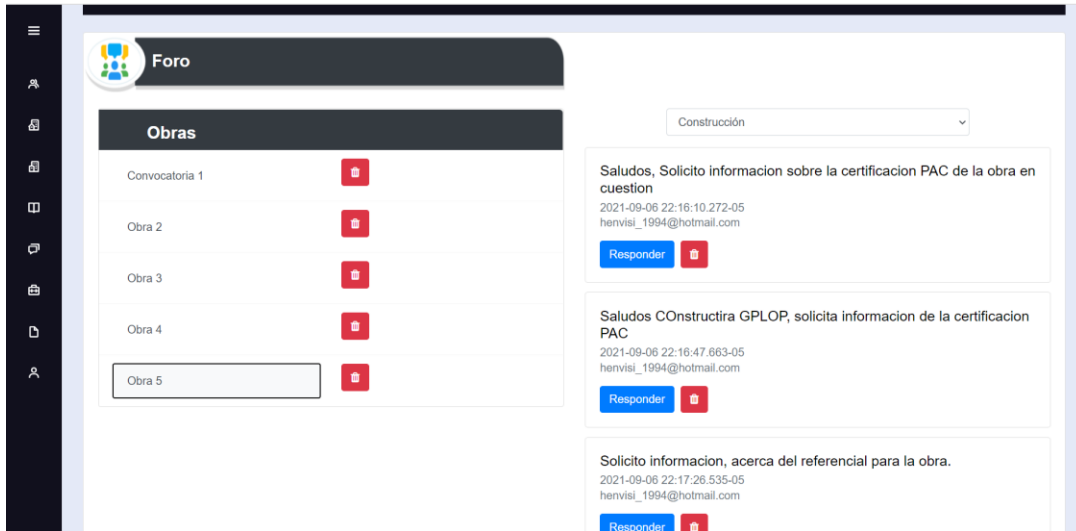 Foro
Obras
Convocatoria 1
Obra 2
Obra 3
Obra 4
Obra 5
Construcción
Saludos, Solicito informacion sobre la certificacion PAC de la obra en
cuestion
2021-09-06 22:16:10.272-05
henvisi_1994@hotmail.com
Responder
Saludos COnstructira GPLOP, solicita informacion de la certificacion
PAC
2021-09-06 22:16:47.663-05
henvisi_1994@hotmail.com
Responder
Solicito informacion, acerca del referencial para la obra.
2021-09-06 22:17:26.535-05
henvisi_1994@hotmail.com
Responder